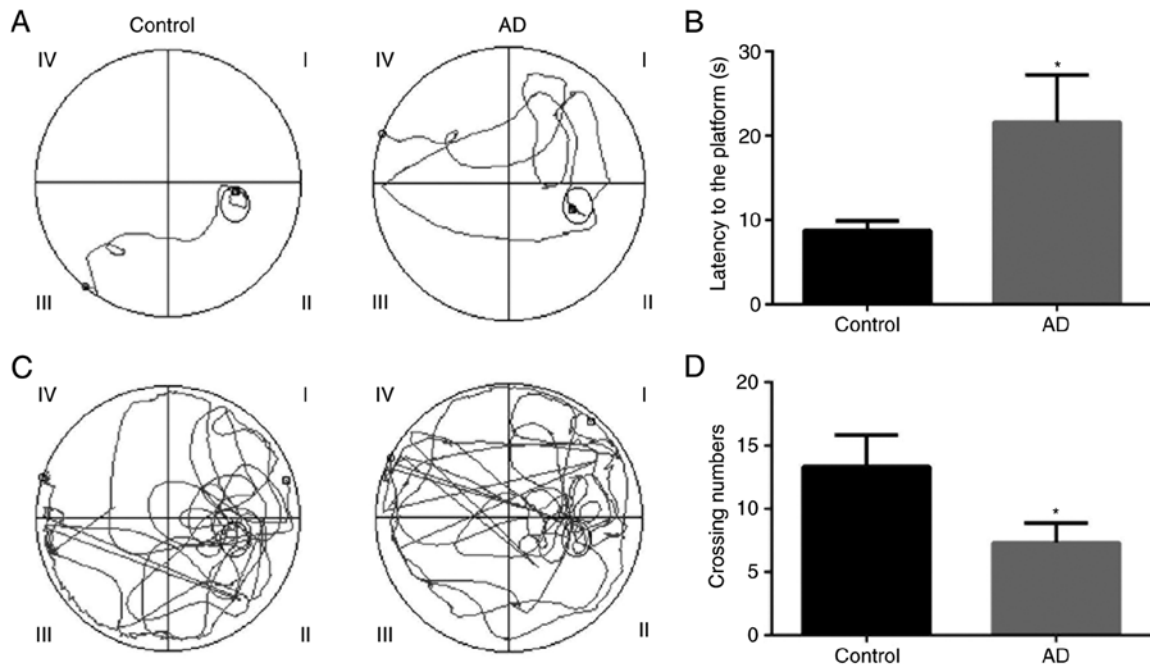 A
Control
AD
IV
I
IV
I
III
II
III
II
B
Latency to the platform (s)
30
20
10
0
*
Control
AD
C
IV
I
IV
I
III
II
III
II
D
Crossing numbers
20
15
10
5
0
*
Control
AD